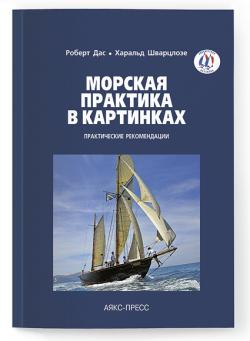 Роберт Дас • Харальд Шварцлозе
МОРСКАЯ
ПРАКТИКА
В КАРТИНКАХ
ПРАКТИЧЕСКИЕ РЕКОМЕНДАЦИИ
АЯКС-ПРЕСС